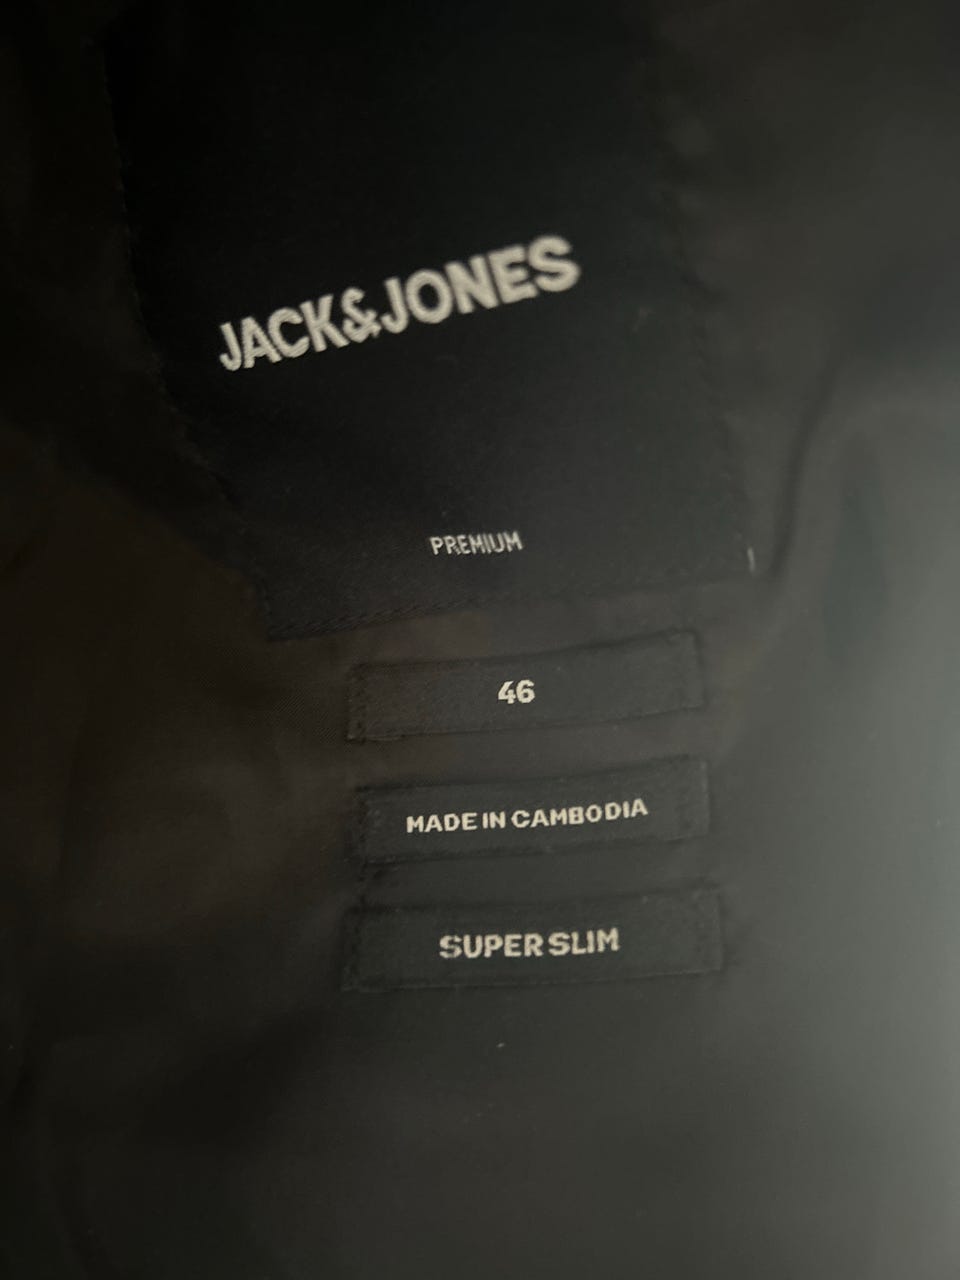 JACK&JONES
PREMIUM
46
MADE IN CAMBODIA
SUPER SLIM